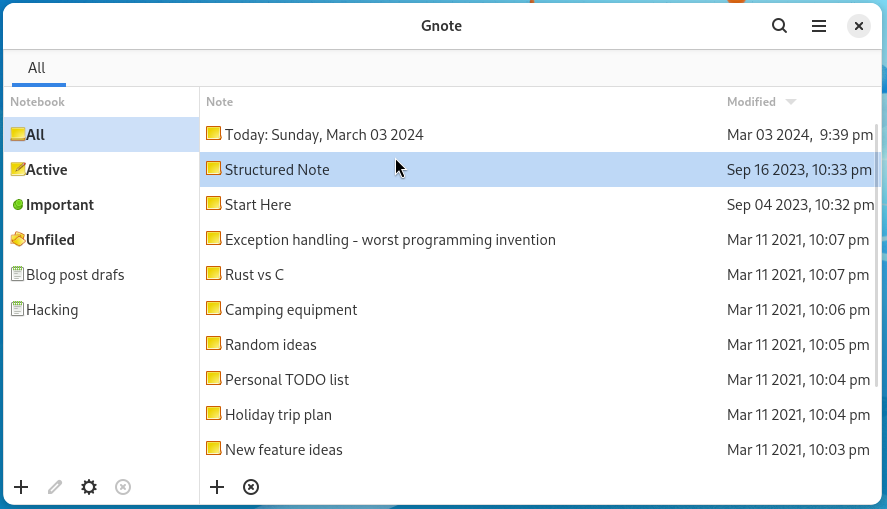 Gnote
All
Notebook Note Modified
All Today: Sunday, March 03 2024 Mar 03 2024,  9:39 pm
Active Structured Note Sep 16 2023, 10:33 pm
Important Start Here Sep 04 2023, 10:32 pm
Unfiled Exception handling - worst programming invention Mar 11 2021, 10:07 pm
Blog post drafs Rust vs C Mar 11 2021, 10:07 pm
Hacking Camping equipment Mar 11 2021, 10:06 pm
Random ideas Mar 11 2021, 10:05 pm
Personal TODO list Mar 11 2021, 10:04 pm
Holiday trip plan Mar 11 2021, 10:04 pm
New feature ideas Mar 11 2021, 10:03 pm